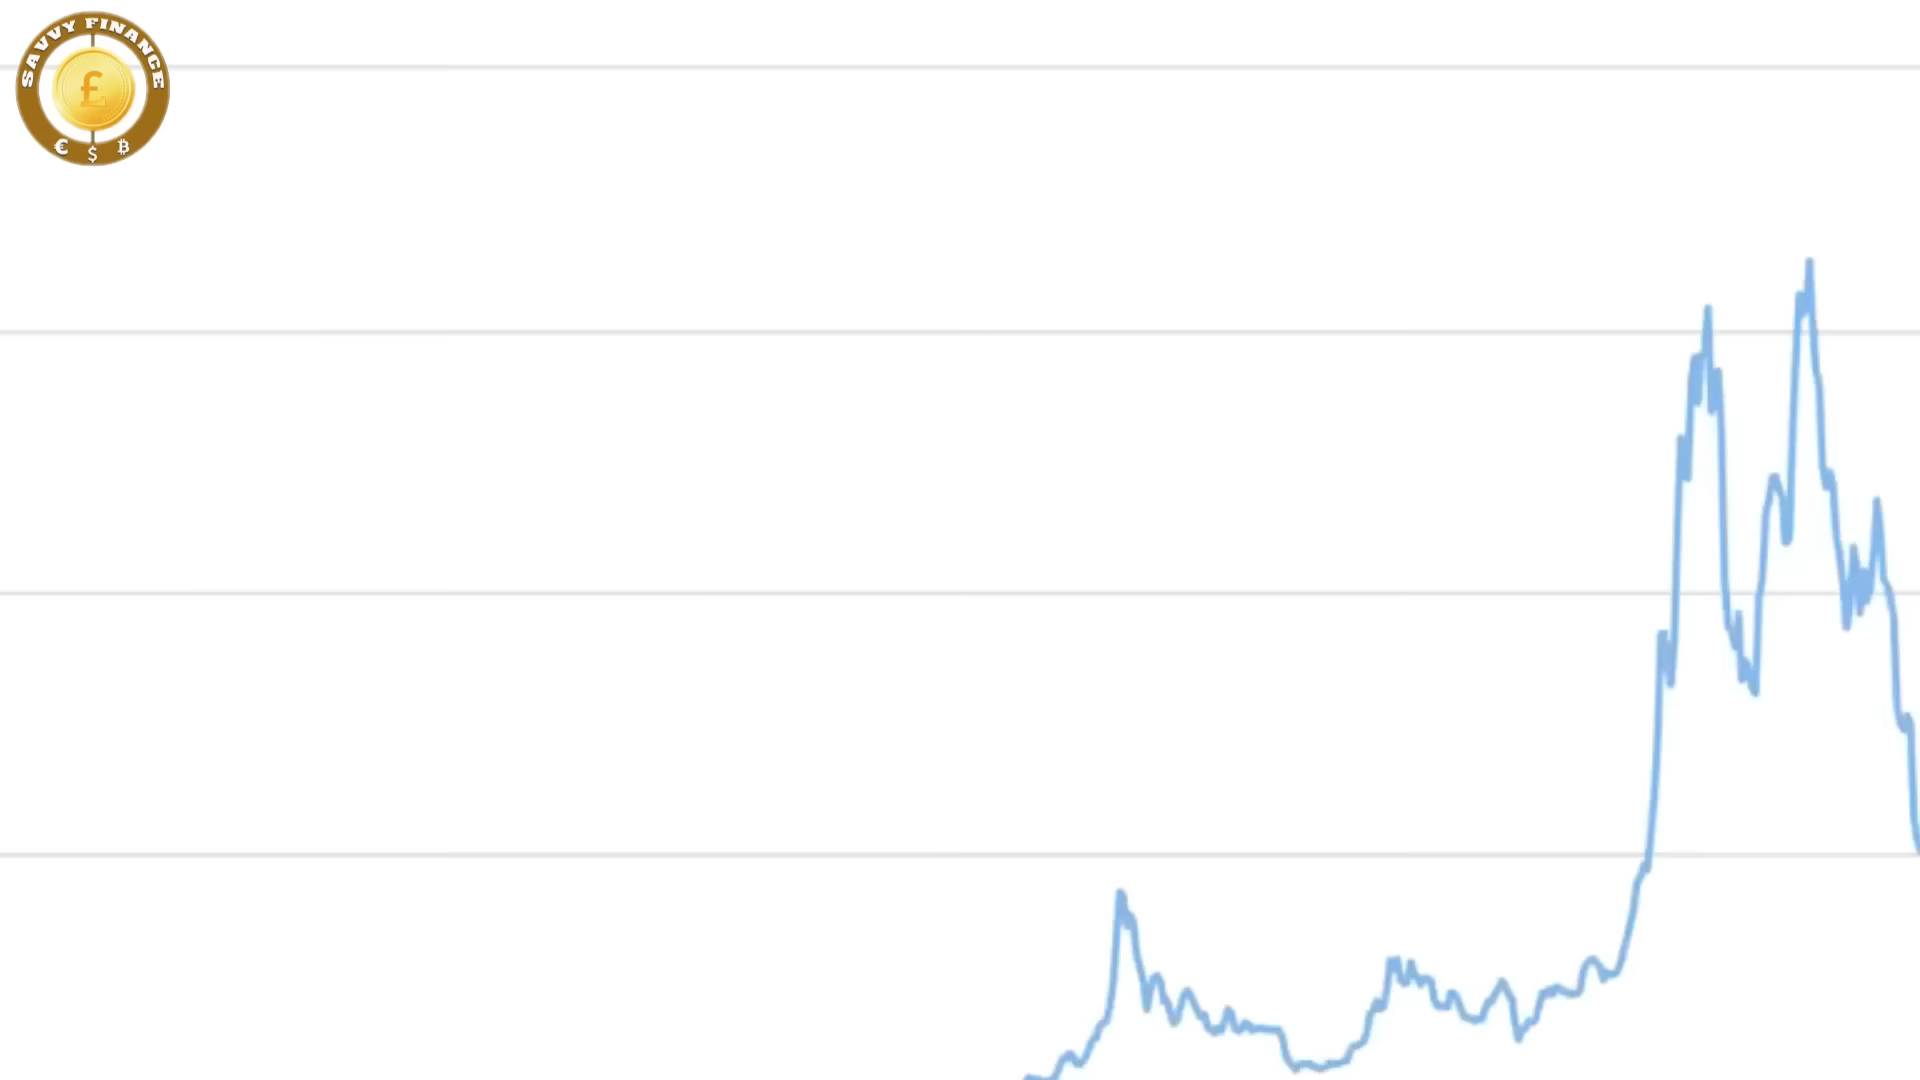 SAVVY FINANCE
£
€ $ ₿